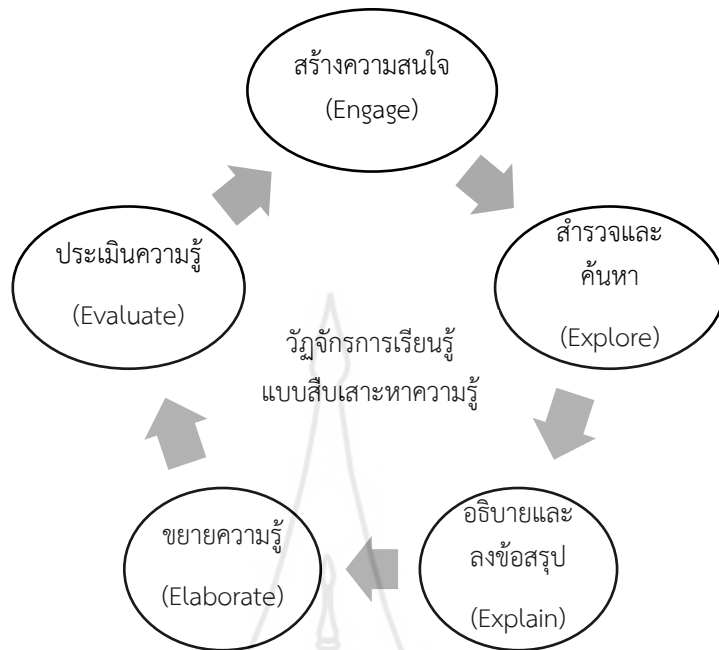 สร้างความสนใจ
(Engage)
สำรวจและ
ค้นหา
(Explore)
อธิบายและ
ลงข้อสรุป
(Explain)
ขยายความรู้
(Elaborate)
ประเมินความรู้
(Evaluate)
วัฏจักรการเรียนรู้
แบบสืบเสาะหาความรู้